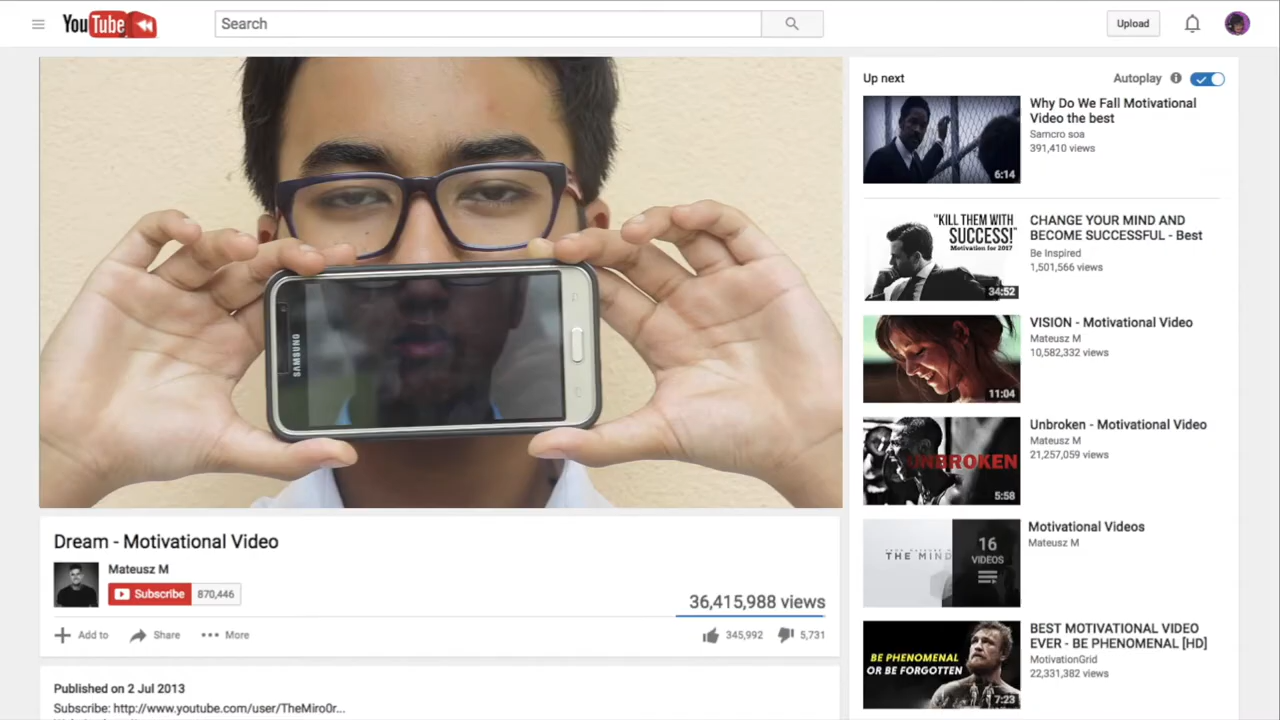 YouTube
Search
Upload
SAMSUNG
Dream - Motivational Video
Mateusz M
Subscribe 870,446
36,415,988 views
Add to Share More
345,992 5,731
Published on 2 Jul 2013
Subscribe: http://www.youtube.com/user/TheMiro0r...
Up next Autoplay
6:14
Why Do We Fall Motivational
Video the best
Samcro soa
391,410 views
"KILL THEM WITH
SUCCESS!"
Motivation for 2017
34:52
CHANGE YOUR MIND AND
BECOME SUCCESSFUL - Best
Be Inspired
1,501,566 views
11:04
VISION - Motivational Video
Mateusz M
10,582,332 views
UNBROKEN
5:58
Unbroken - Motivational Video
Mateusz M
21,257,059 views
THE MIND
16
VIDEOS
Motivational Videos
Mateusz M
BE PHENOMENAL
OR BE FORGOTTEN
7:23
BEST MOTIVATIONAL VIDEO
EVER - BE PHENOMENAL [HD]
MotivationGrid
22,331,382 views